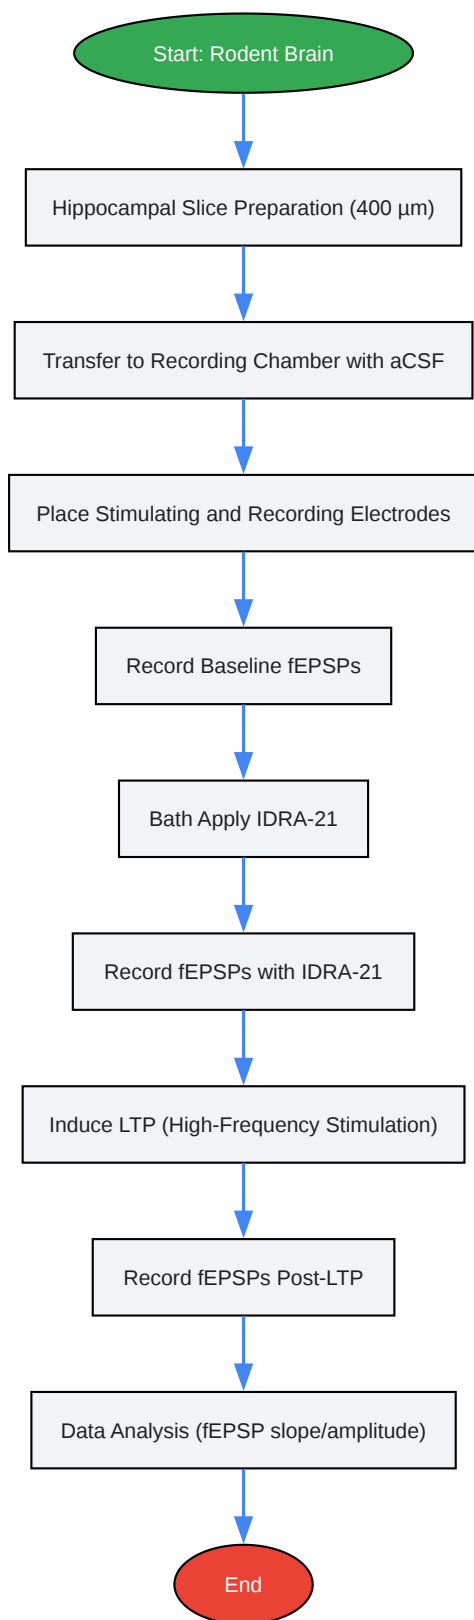 Start: Rodent Brain
Hippocampal Slice Preparation (400 µm)
Transfer to Recording Chamber with aCSF
Place Stimulating and Recording Electrodes
Record Baseline fEPSPs
Bath Apply IDRA-21
Record fEPSPs with IDRA-21
Induce LTP (High-Frequency Stimulation)
Record fEPSPs Post-LTP
Data Analysis (fEPSP slope/amplitude)
End